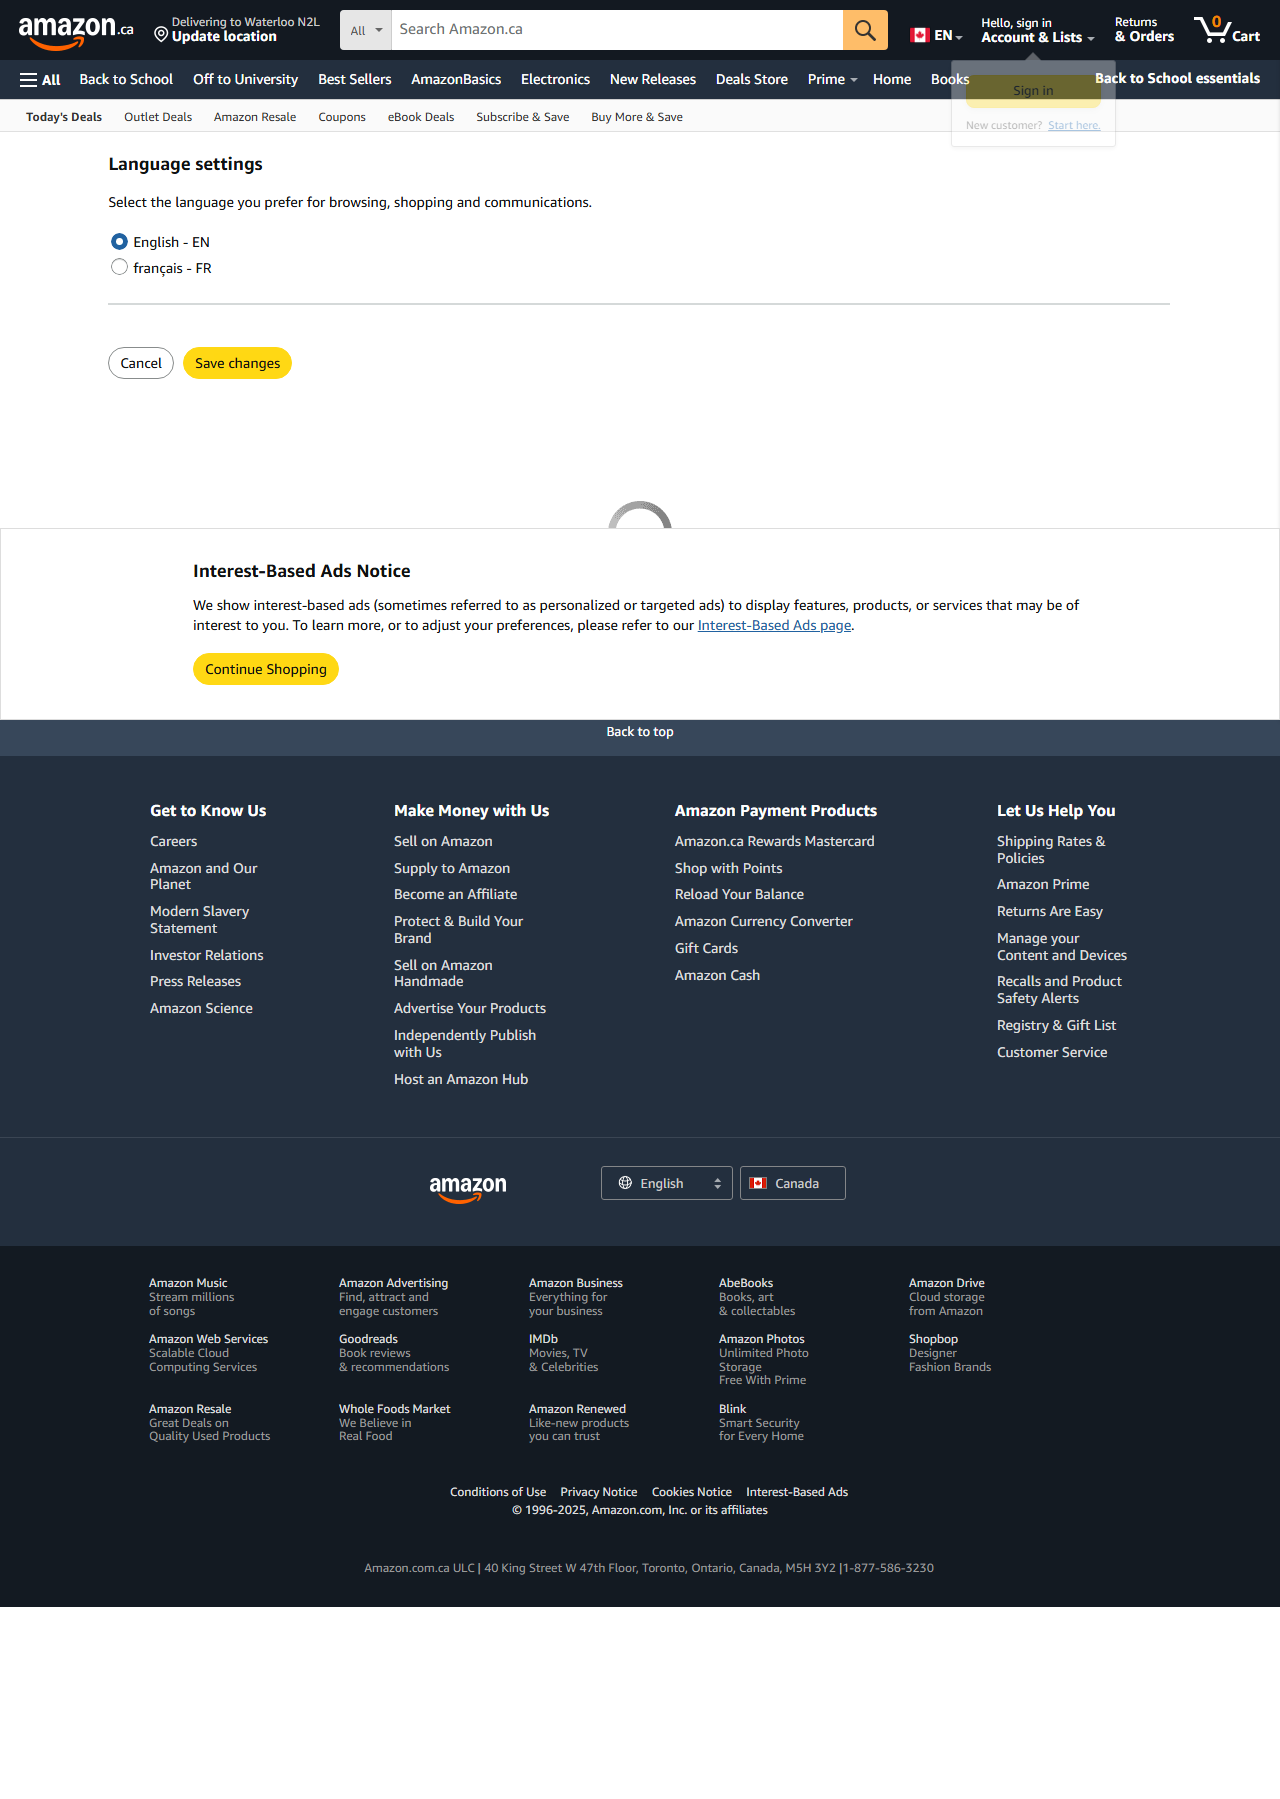 amazon.ca
Delivering to Waterloo N2L
Update location
All
Search Amazon.ca
EN
Hello, sign in
Account & Lists
Returns
& Orders
0
Cart
All
Back to School
Off to University
Best Sellers
AmazonBasics
Electronics
New Releases
Deals Store
Prime
Home
Books
Back to School essentials
Sign in
New customer? Start here.
Today's Deals
Outlet Deals
Amazon Resale
Coupons
eBook Deals
Subscribe & Save
Buy More & Save
Language settings
Select the language you prefer for browsing, shopping and communications.
English - EN
français - FR
Cancel
Save changes
Interest-Based Ads Notice
We show interest-based ads (sometimes referred to as personalized or targeted ads) to display features, products, or services that may be of
interest to you. To learn more, or to adjust your preferences, please refer to our Interest-Based Ads page.
Continue Shopping
Back to top
Get to Know Us
Careers
Amazon and Our
Planet
Modern Slavery
Statement
Investor Relations
Press Releases
Amazon Science
Make Money with Us
Sell on Amazon
Supply to Amazon
Become an Affiliate
Protect & Build Your
Brand
Sell on Amazon
Handmade
Advertise Your Products
Independently Publish
with Us
Host an Amazon Hub
Amazon Payment Products
Amazon.ca Rewards Mastercard
Shop with Points
Reload Your Balance
Amazon Currency Converter
Gift Cards
Amazon Cash
Let Us Help You
Shipping Rates &
Policies
Amazon Prime
Returns Are Easy
Manage your
Content and Devices
Recalls and Product
Safety Alerts
Registry & Gift List
Customer Service
amazon
English
Canada
Amazon Music
Stream millions
of songs
Amazon Advertising
Find, attract and
engage customers
Amazon Business
Everything for
your business
AbeBooks
Books, art
& collectables
Amazon Drive
Cloud storage
from Amazon
Amazon Web Services
Scalable Cloud
Computing Services
Goodreads
Book reviews
& recommendations
IMDb
Movies, TV
& Celebrities
Amazon Photos
Unlimited Photo
Storage
Free With Prime
Shopbop
Designer
Fashion Brands
Amazon Resale
Great Deals on
Quality Used Products
Whole Foods Market
We Believe in
Real Food
Amazon Renewed
Like-new products
you can trust
Blink
Smart Security
for Every Home
Conditions of Use
Privacy Notice
Cookies Notice
Interest-Based Ads
© 1996-2025, Amazon.com, Inc. or its affiliates
Amazon.com.ca ULC | 40 King Street W 47th Floor, Toronto, Ontario, Canada, M5H 3Y2 |1-877-586-3230